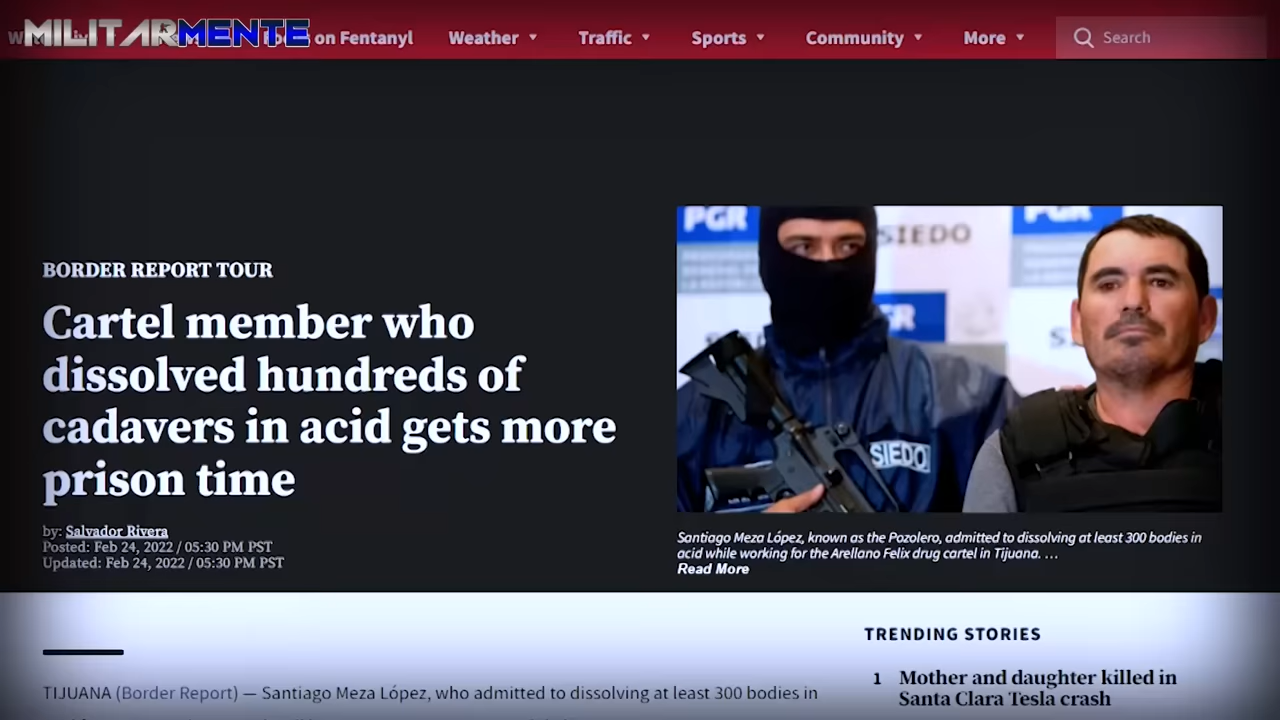 MILITARMENTE
on Fentanyl Weather Traffic Sports Community More Search
PGR
SIEDO
SIEDO
BORDER REPORT TOUR
Cartel member who
dissolved hundreds of
cadavers in acid gets more
prison time
by: Salvador Rivera
Posted: Feb 24, 2022 / 05:30 PM PST
Updated: Feb 24, 2022 / 05:30 PM PST
Santiago Meza López, known as the Pozolero, admitted to dissolving at least 300 bodies in
acid while working for the Arellano Felix drug cartel in Tijuana. ...
Read More
TRENDING STORIES
1 Mother and daughter killed in
Santa Clara Tesla crash
TIJUANA (Border Report) — Santiago Meza López, who admitted to dissolving at least 300 bodies in